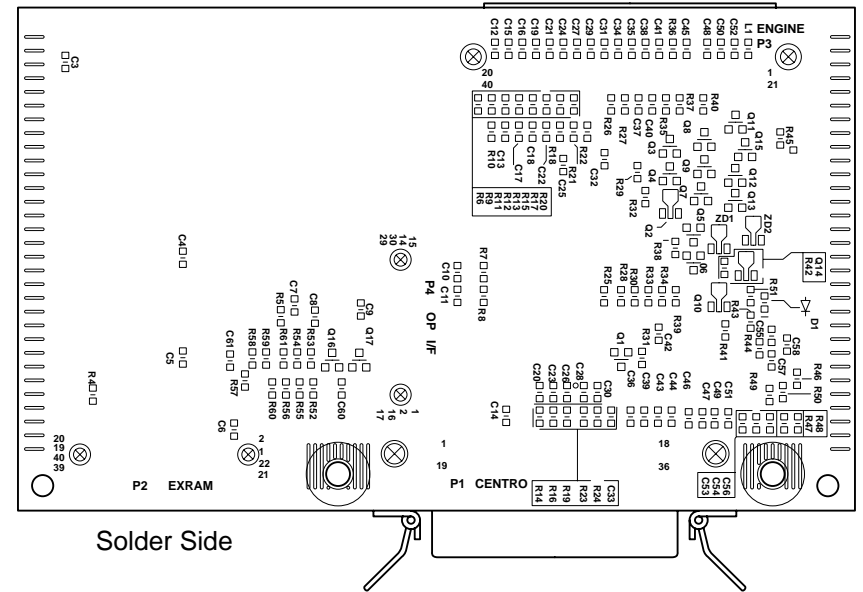 C12
C15
C16
C19
C21
C24
C27
C29
C31
C34
C35
C38
C41
R36
C45
C48
C50
C52
L1
ENGINE
P3
20
40
1
21
C3
R26
R27
C37
C40
R35
R37
R40
Q8
Q11
Q15
R45
R10
C13
C17
C18
C22
R18
R21
C25
R22
C32
R29
R32
Q3
Q4
Q9
Q7
Q12
Q13
R6
R9
R11
R12
R13
R15
R17
R20
Q2
Q5
ZD1
ZD2
R38
Q6
Q14
R42
C4
29
30
14
15
P4 OP I/F
C10
C11
R7
R8
R25
R28
R30
R33
R34
R39
Q10
R43
R51
D1
R44
C55
C58
C57
R41
C42
R31
Q1
C7
R5
C8
C9
C61
R58
R59
R61
R54
R53
Q16
Q17
C5
R57
R60
R56
R55
R52
C60
R4
C6
C14
17
16
2
1
C20
C23
C26
C28
C30
C36
C39
C43
C44
C46
C47
C49
C51
R49
R46
R50
R47
R48
20
19
40
39
2
1
22
21
1
19
18
36
P2 EXRAM
P1 CENTRO
R14
R16
R19
R23
R24
C33
C53
C54
C56
Solder Side